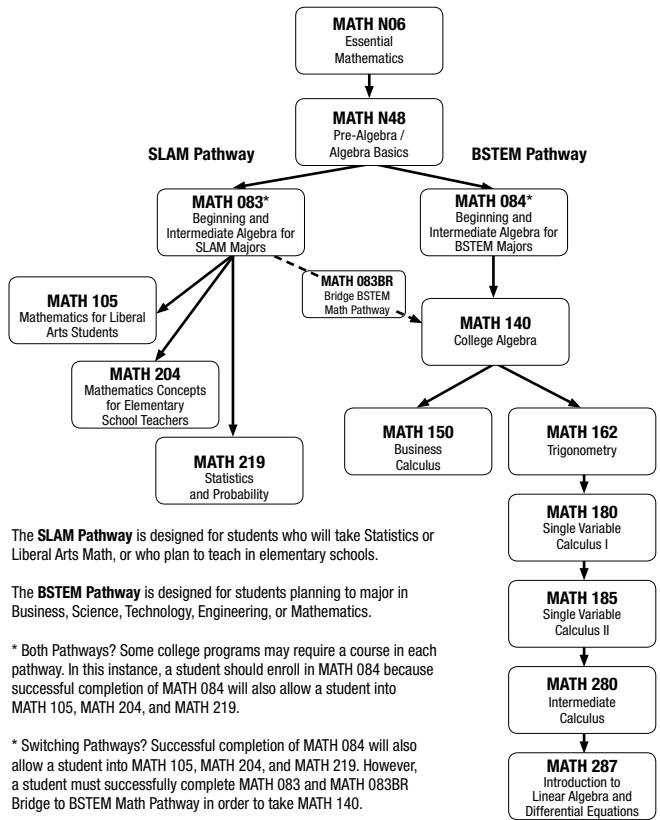 MATH N06
Essential
Mathematics
MATH N48
Pre-Algebra /
Algebra Basics
SLAM Pathway
BSTEM Pathway
MATH 083*
Beginning and
Intermediate Algebra for
SLAM Majors
MATH 084*
Beginning and
Intermediate Algebra for
BSTEM Majors
MATH 083BR
Bridge BSTEM
Math Pathway
MATH 105
Mathematics for Liberal
Arts Students
MATH 140
College Algebra
MATH 204
Mathematics Concepts
for Elementary
School Teachers
MATH 219
Statistics
and Probability
MATH 150
Business
Calculus
MATH 162
Trigonometry
MATH 180
Single Variable
Calculus I
MATH 185
Single Variable
Calculus II
MATH 280
Intermediate
Calculus
MATH 287
Introduction to
Linear Algebra and
Differential Equations
The SLAM Pathway is designed for students who will take Statistics or
Liberal Arts Math, or who plan to teach in elementary schools.
The BSTEM Pathway is designed for students planning to major in
Business, Science, Technology, Engineering, or Mathematics.
* Both Pathways? Some college programs may require a course in each
pathway. In this instance, a student should enroll in MATH 084 because
successful completion of MATH 084 will also allow a student into
MATH 105, MATH 204, and MATH 219.
* Switching Pathways? Successful completion of MATH 084 will also
allow a student into MATH 105, MATH 204, and MATH 219. However,
a student must successfully complete MATH 083 and MATH 083BR
Bridge to BSTEM Math Pathway in order to take MATH 140.